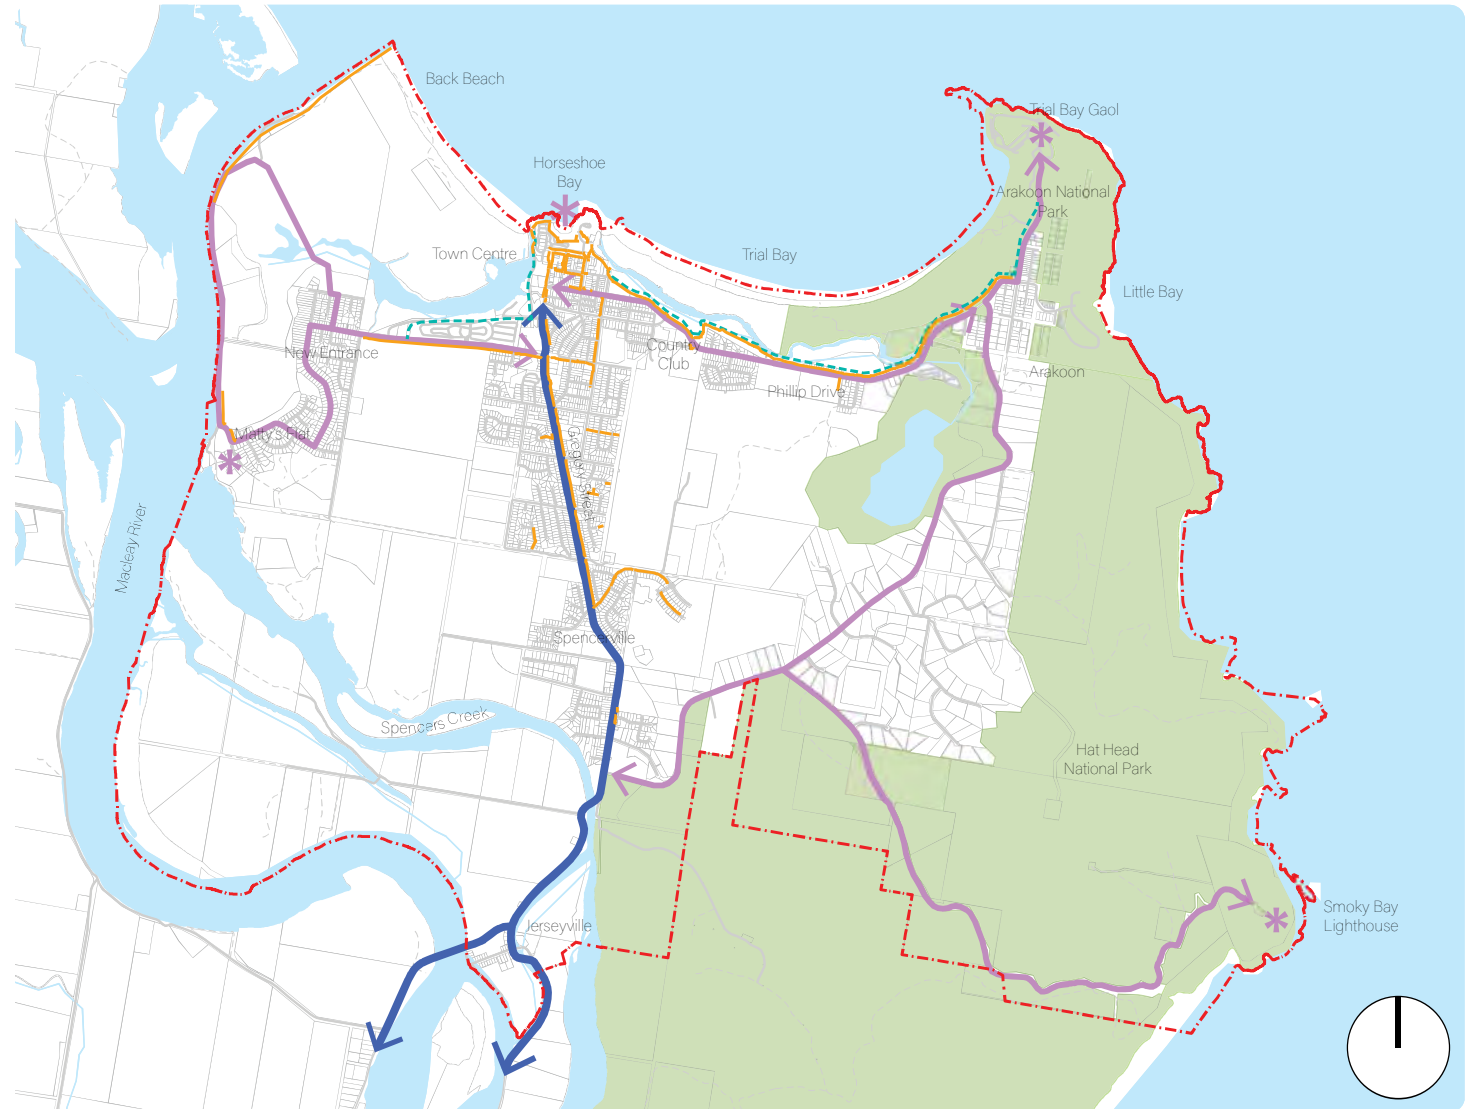 Back Beach
Trial Bay Gaol
Horseshoe
Bay
Arakoon National
Park
Town Centre
Trial Bay
Little Bay
New Entrance
Country
Club
Arakoon
Phillip Drive
Matty's Flat
Gregory Street
Macleay River
Spencerville
Spencers Creek
Hat Head
National Park
Smoky Bay
Lighthouse
Jerseyville